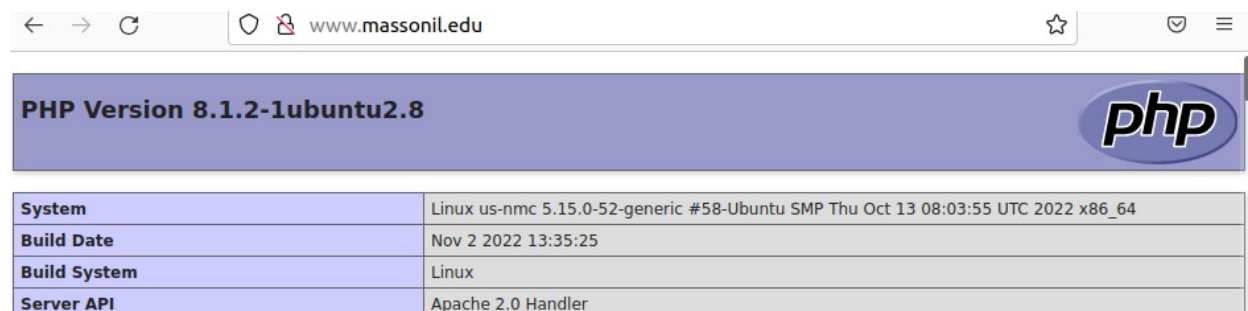 www.massonil.edu
PHP Version 8.1.2-1ubuntu2.8
php
System Linux us-nmc 5.15.0-52-generic #58-Ubuntu SMP Thu Oct 13 08:03:55 UTC 2022 x86_64
Build Date Nov 2 2022 13:35:25
Build System Linux
Server API Apache 2.0 Handler